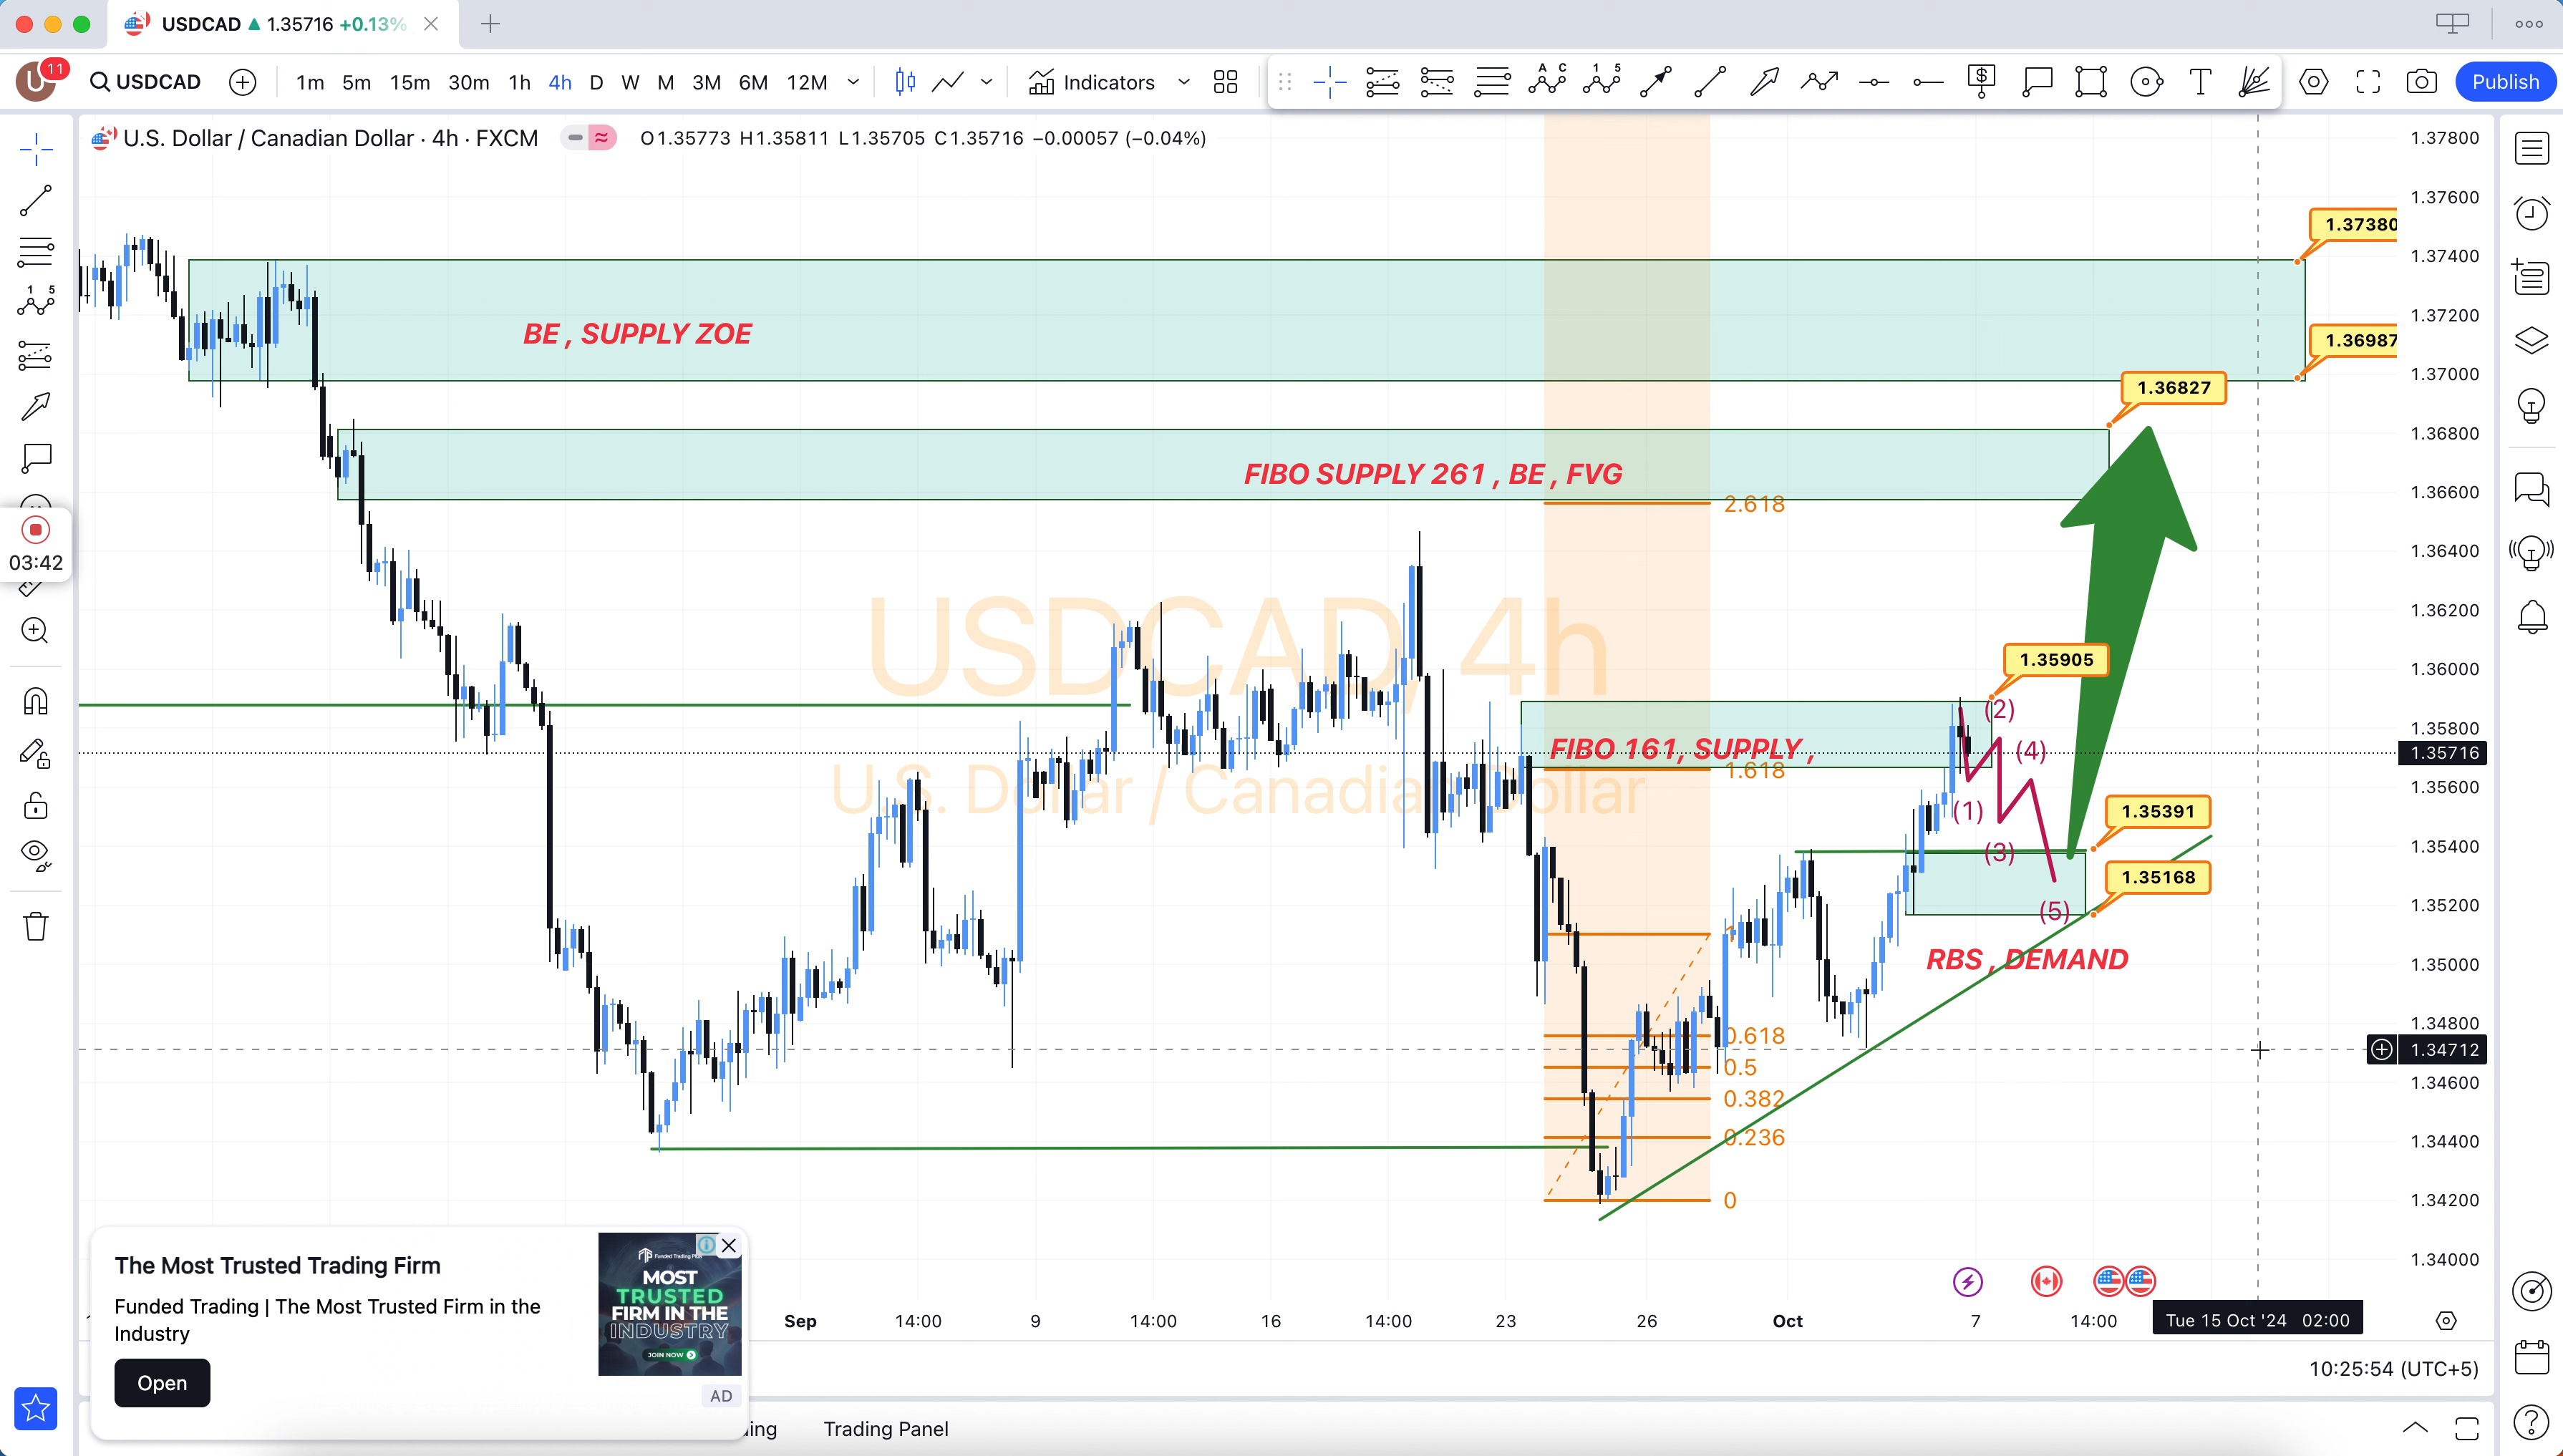 USDCAD ▲ 1.35716 +0.13%
U 11
USDCAD 1m 5m 15m 30m 1h 4h D W M 3M 6M 12M Indicators Publish
U.S. Dollar / Canadian Dollar · 4h · FXCM O1.35773 H1.35811 L1.35705 C1.35716 −0.00057 (−0.04%)
1.37800
1.37600
1.37380
1.37400
BE , SUPPLY ZOE
1.37200
1.36987
1.37000
1.36827
1.36800
FIBO SUPPLY 261 , BE , FVG
2.618
1.36600
03:42
1.36400
USDCAD, 4h
1.36200
1.35905
1.36000
(2)
1.35800
FIBO 161, SUPPLY ,
(4)
1.35716
1.618
U.S. Dollar / Canadian Dollar
1.35600
(1)
1.35391
(3)
1.35400
1.35168
(5)
1.35200
1
RBS , DEMAND
1.35000
0.618
1.34800
1.34712
0.5
1.34600
0.382
0.236
1.34400
0
1.34200
1.34000
The Most Trusted Trading Firm
Funded Trading | The Most Trusted Firm in the
Industry
Open
MOST
TRUSTED
FIRM IN THE
INDUSTRY
JOIN NOW
AD
Sep 14:00 9 14:00 16 14:00 23 26 Oct 7 14:00 Tue 15 Oct '24 02:00
10:25:54 (UTC+5)
Trading Panel